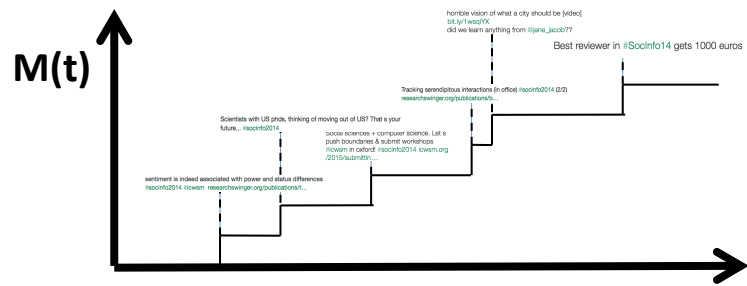 horrible vision of what a city should be [video]
bit.ly/1wsqIYX
did we learn anything from @jane_jacob??
Best reviewer in #SocInfo14 gets 1000 euros
M(t)
Tracking serendipitous interactions (in office) #socinfo2014 (2/2)
researchswinger.org/publications/b...
Scientists with US phds, thinking of moving out of US? That s your
future... #socinfo2014
Social sciences + computer science. Let s
push boundaries & submit workshops
#icwsm in oxford! #socinfo2014 icwsm.org
/2015/submittin ...
sentiment is indeed associated with power and status differences
#socinfo2014 #icwsm researchswinger.org/publications/t...